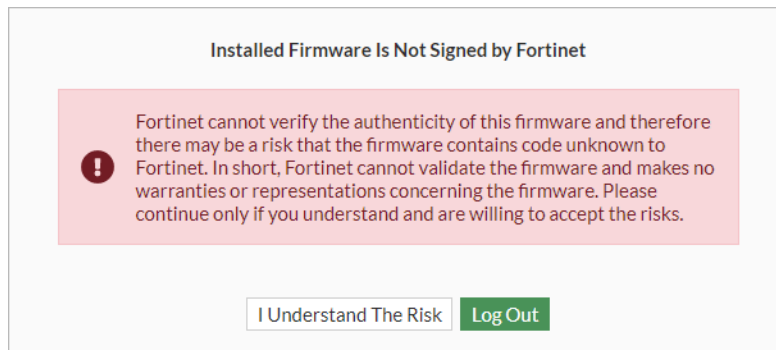 Installed Firmware Is Not Signed by Fortinet
Fortinet cannot verify the authenticity of this firmware and therefore
there may be a risk that the firmware contains code unknown to
Fortinet. In short, Fortinet cannot validate the firmware and makes no
warranties or representations concerning the firmware. Please
continue only if you understand and are willing to accept the risks.
I Understand The Risk Log Out